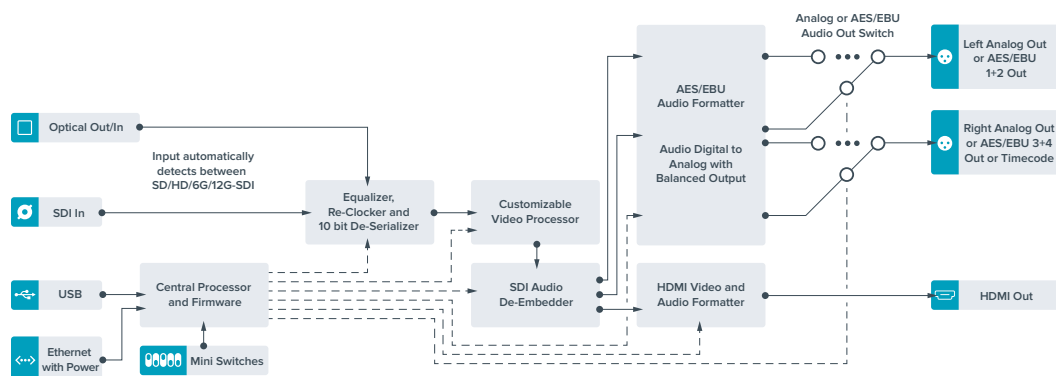 Analog or AES/EBU
Audio Out Switch
Left Analog Out
or AES/EBU
1+2 Out
AES/EBU
Audio Formatter
Optical Out/In
Right Analog Out
or AES/EBU 3+4
Out or Timecode
Audio Digital to
Analog with
Balanced Output
Input automatically
detects between
SD/HD/6G/12G-SDI
SDI In
Equalizer,
Re-Clocker and
10 bit De-Serializer
Customizable
Video Processor
USB
Central Processor
and Firmware
SDI Audio
De-Embedder
HDMI Video and
Audio Formatter
HDMI Out
Ethernet
with Power
Mini Switches